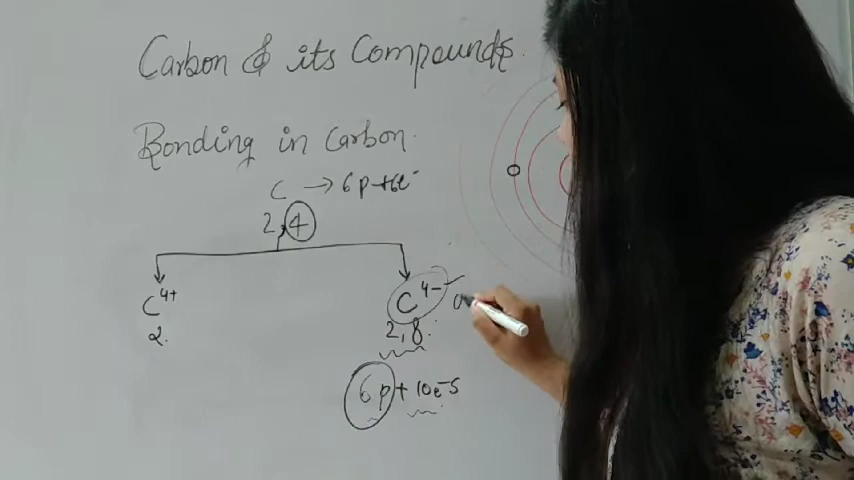 Carbon & its Compounds.
Bonding in Carbon.
C → 6p+6e⁻
2,4
C⁴⁺ C⁴⁻
2. 2,8.
6p + 10e⁻s